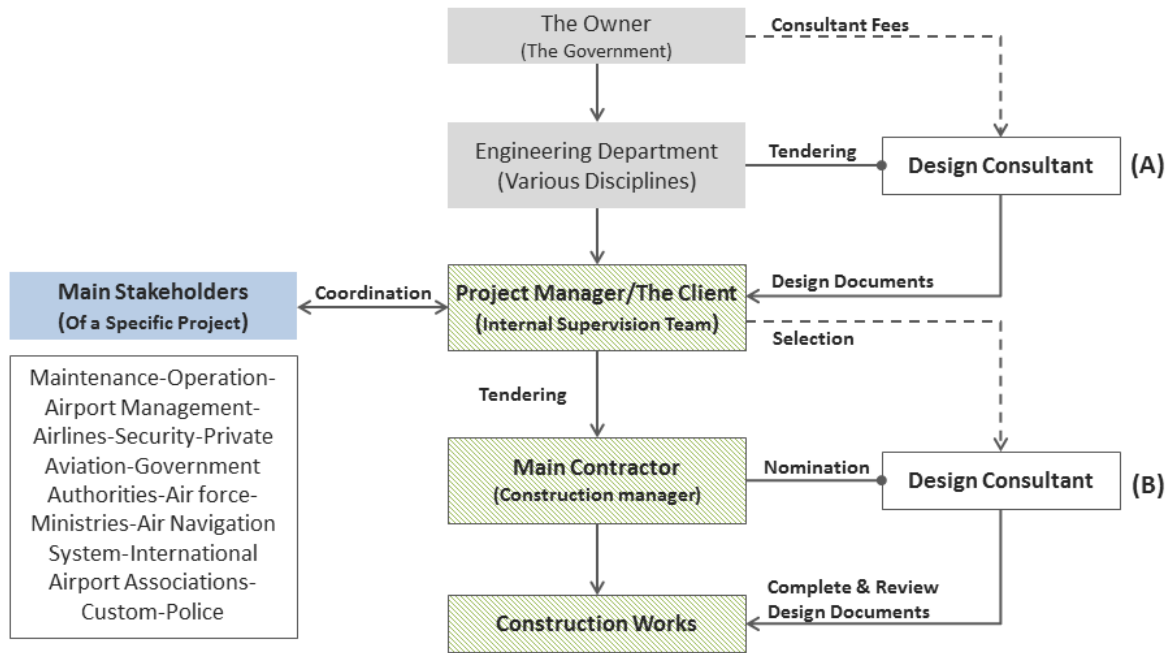 The Owner
(The Government)
Consultant Fees
Engineering Department
(Various Disciplines)
Tendering
Design Consultant
(A)
Main Stakeholders
(Of a Specific Project)
Coordination
Project Manager/The Client
(Internal Supervision Team)
Design Documents
Selection
Maintenance-Operation-
Airport Management-
Airlines-Security-Private
Aviation-Government
Authorities-Air force-
Ministries-Air Navigation
System-International
Airport Associations-
Custom-Police
Tendering
Main Contractor
(Construction manager)
Nomination
Design Consultant
(B)
Complete & Review
Design Documents
Construction Works